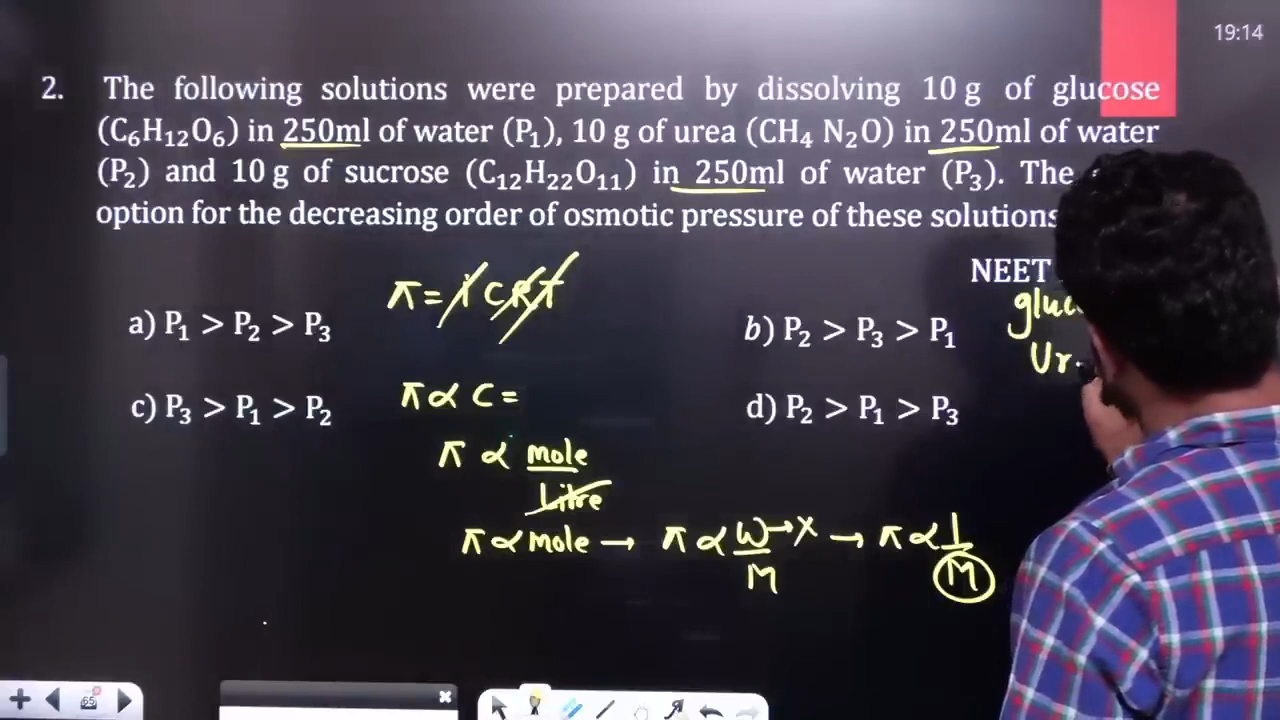 19:14
2. The following solutions were prepared by dissolving 10 g of glucose
(C₆H₁₂O₆) in 250ml of water (P₁), 10 g of urea (CH₄ N₂O) in 250ml of water
(P₂) and 10 g of sucrose (C₁₂H₂₂O₁₁) in 250ml of water (P₃). The
option for the decreasing order of osmotic pressure of these solutions
NEET
π = i C R T
a) P₁ > P₂ > P₃
b) P₂ > P₃ > P₁
π ∝ C =
c) P₃ > P₁ > P₂
d) P₂ > P₁ > P₃
π ∝ mole
Litre
π ∝ mole → π ∝ W → X → π ∝ 1
M M
65